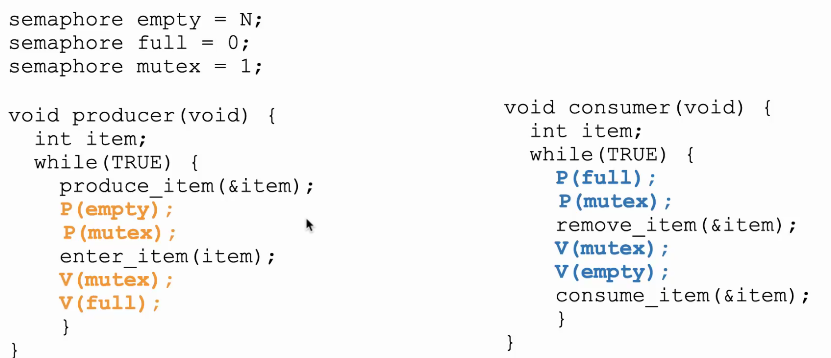 semaphore empty = N;
semaphore full = 0;
semaphore mutex = 1;
void producer(void) {
int item;
while(TRUE) {
produce_item(&item);
P(empty);
P(mutex);
enter_item(item);
V(mutex);
V(full);
}
}
void consumer(void) {
int item;
while(TRUE) {
P(full);
P(mutex);
remove_item(&item);
V(mutex);
V(empty);
consume_item(&item);
}
}